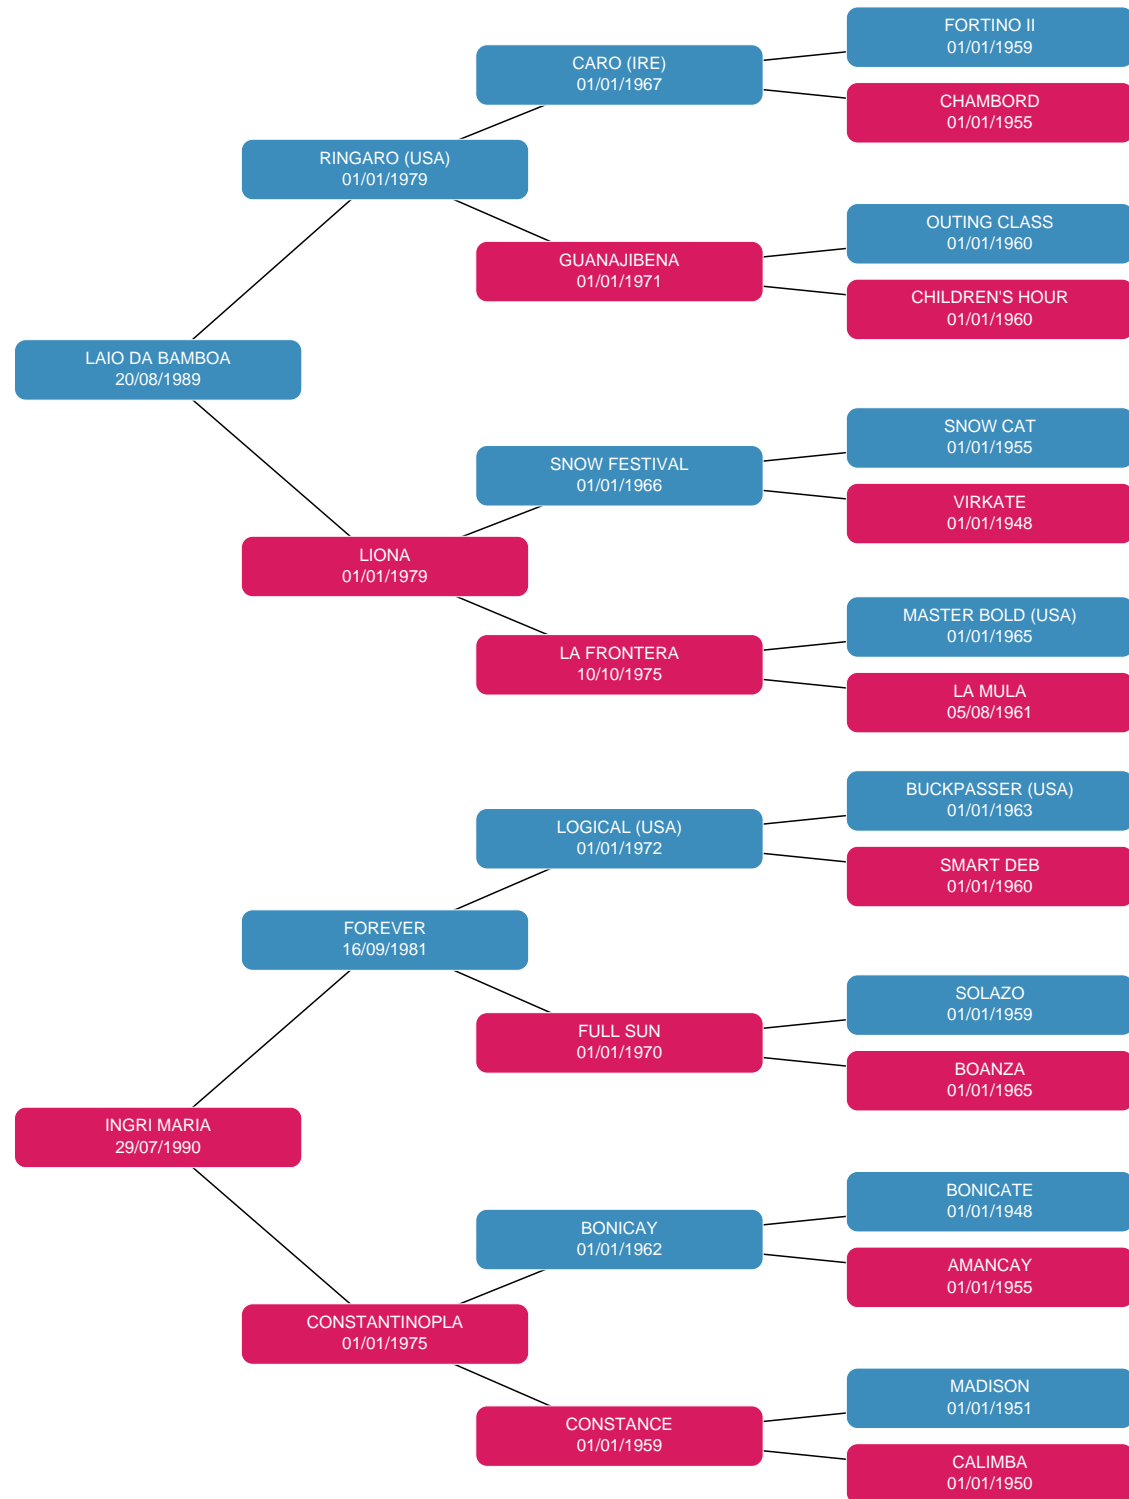 FORTINO II
01/01/1959
CARO (IRE)
01/01/1967
CHAMBORD
01/01/1955
RINGARO (USA)
01/01/1979
OUTING CLASS
01/01/1960
GUANAJIBENA
01/01/1971
CHILDREN'S HOUR
01/01/1960
LAIO DA BAMBOA
20/08/1989
SNOW CAT
01/01/1955
SNOW FESTIVAL
01/01/1966
VIRKATE
01/01/1948
LIONA
01/01/1979
MASTER BOLD (USA)
01/01/1965
LA FRONTERA
10/10/1975
LA MULA
05/08/1961
BUCKPASSER (USA)
01/01/1963
LOGICAL (USA)
01/01/1972
SMART DEB
01/01/1960
FOREVER
16/09/1981
SOLAZO
01/01/1959
FULL SUN
01/01/1970
BOANZA
01/01/1965
INGRI MARIA
29/07/1990
BONICATE
01/01/1948
BONICAY
01/01/1962
AMANCAY
01/01/1955
CONSTANTINOPLA
01/01/1975
MADISON
01/01/1951
CONSTANCE
01/01/1959
CALIMBA
01/01/1950